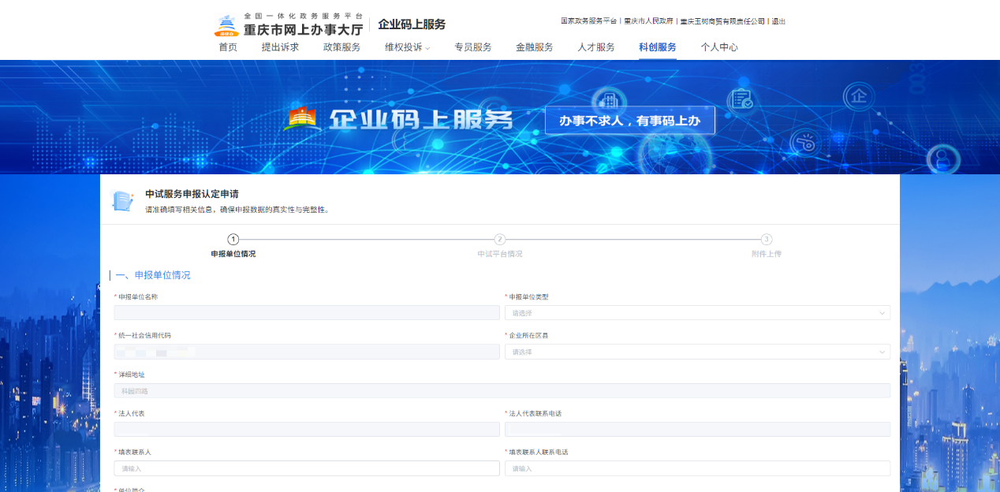 全国一体化政务服务平台
重庆市网上办事大厅
企业码上服务
国家政务服务平台 | 重庆市人民政府 | 重庆玉树商贸有限责任公司 | 退出
首页 提出诉求 政策服务 维权投诉 专员服务 金融服务 人才服务 科创服务 个人中心
企业码上服务
办事不求人，有事码上办
企
中试服务申报认定申请
请准确填写相关信息，确保申报数据的真实性与完整性。
1 2 3
申报单位情况 中试平台情况 附件上传
一、申报单位情况
* 申报单位名称 * 申报单位类型
请选择
* 统一社会信用代码 * 企业所在区县
请选择
* 详细地址
科园四路
* 法人代表 * 法人代表联系电话
* 填表联系人 * 填表联系人联系电话
请输入 请输入
* 单位简介